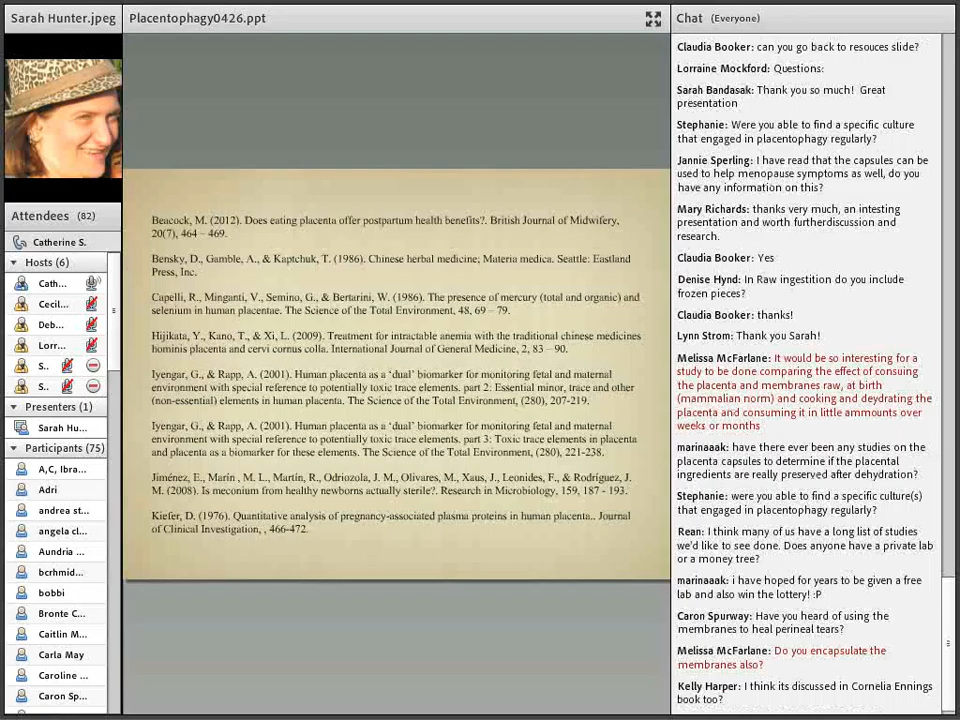 Sarah Hunter.jpeg
Placentophagy0426.ppt
Chat (Everyone)
Attendees (82)
Catherine S.
Hosts (6)
Cath...
Cecil...
Deb...
Lorr...
S..
S..
Presenters (1)
Sarah Hu...
Participants (75)
A,C, Ibra...
Adri
andrea st...
angela cl...
Aundria ...
bcrhmid...
bobbi
Bronte C...
Caitlin M...
Carla May
Caroline ...
Caron Sp...
Beacock, M. (2012). Does eating placenta offer postpartum health benefits?. British Journal of Midwifery,
20(7), 464 – 469.
Bensky, D., Gamble, A., & Kaptchuk, T. (1986). Chinese herbal medicine; Materia medica. Seattle: Eastland
Press, Inc.
Capelli, R., Minganti, V., Semino, G., & Bertarini, W. (1986). The presence of mercury (total and organic) and
selenium in human placentae. The Science of the Total Environment, 48, 69 – 79.
Hijikata, Y., Kano, T., & Xi, L. (2009). Treatment for intractable anemia with the traditional chinese medicines
hominis placenta and cervi cornus colla. International Journal of General Medicine, 2, 83 – 90.
Iyengar, G., & Rapp, A. (2001). Human placenta as a ‘dual’ biomarker for monitoring fetal and maternal
environment with special reference to potentially toxic trace elements. part 2: Essential minor, trace and other
(non-essential) elements in human placenta. The Science of the Total Environment, (280), 207-219.
Iyengar, G., & Rapp, A. (2001). Human placenta as a ‘dual’ biomarker for monitoring fetal and maternal
environment with special reference to potentially toxic trace elements. part 3: Toxic trace elements in placenta
and placenta as a biomarker for these elements. The Science of the Total Environment, (280), 221-238.
Jiménez, E., Marín , M. L., Martín, R., Odriozola, J. M., Olivares, M., Xaus, J., Leonides, F., & Rodríguez, J.
M. (2008). Is meconium from healthy newborns actually sterile?. Research in Microbiology, 159, 187 - 193.
Kiefer, D. (1976). Quantitative analysis of pregnancy-associated plasma proteins in human placenta.. Journal
of Clinical Investigation, , 466-472.
Claudia Booker: can you go back to resouces slide?
Lorraine Mockford: Questions:
Sarah Bandasak: Thank you so much! Great
presentation
Stephanie: Were you able to find a specific culture
that engaged in placentophagy regularly?
Jannie Sperling: I have read that the capsules can be
used to help menopause symptoms as well, do you
have any information on this?
Mary Richards: thanks very much, an intesting
presentation and worth furtherdiscussion and
research.
Claudia Booker: Yes
Denise Hynd: In Raw ingestition do you include
frozen pieces?
Claudia Booker: thanks!
Lynn Strom: Thank you Sarah!
Melissa McFarlane: It would be so interesting for a
study to be done comparing the effect of consuing
the placenta and membranes raw, at birth
(mammalian norm) and cooking and deydrating the
placenta and consuming it in little ammounts over
weeks or months
marinaaak: have there ever been any studies on the
placenta capsules to determine if the placental
ingredients are really preserved after dehydration?
Stephanie: were you able to find a specific culture(s)
that engaged in placentophagy regularly?
Rean: I think many of us have a long list of studies
we'd like to see done. Does anyone have a private lab
or a money tree?
marinaaak: i have hoped for years to be given a free
lab and also win the lottery! :P
Caron Spurway: Have you heard of using the
membranes to heal perineal tears?
Melissa McFarlane: Do you encapsulate the
membranes also?
Kelly Harper: I think its discussed in Cornelia Ennings
book too?